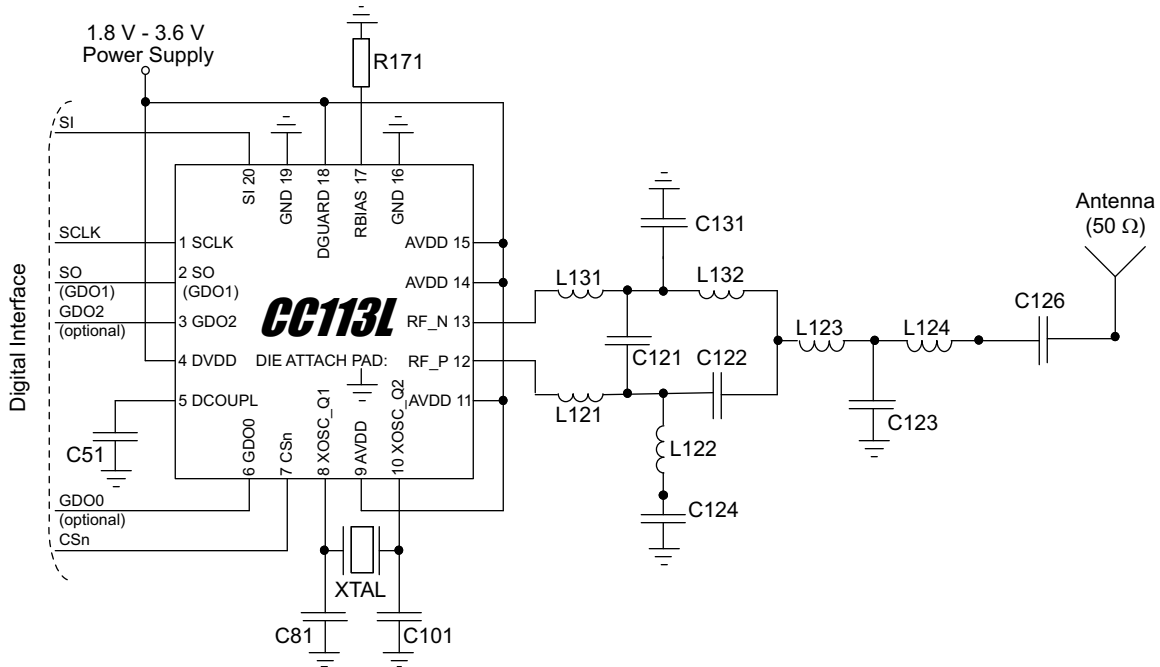 1.8 V - 3.6 V
Power Supply
R171
SI
SI 20
GND 19
DGUARD 18
RBIAS 17
GND 16
Antenna
(50 Ω)
C131
SCLK
1 SCLK
AVDD 15
SO
(GDO1)
2 SO
(GDO1)
AVDD 14
L131
L132
C126
GDO2
(optional)
3 GDO2
CC113L
RF_N 13
L123
L124
Digital Interface
4 DVDD
DIE ATTACH PAD:
RF_P 12
C121
C122
5 DCOUPL
AVDD 11
L121
C123
C51
6 GDO0
7 CSn
8 XOSC_Q1
9 AVDD
10 XOSC_Q2
L122
GDO0
(optional)
C124
CSn
XTAL
C81
C101